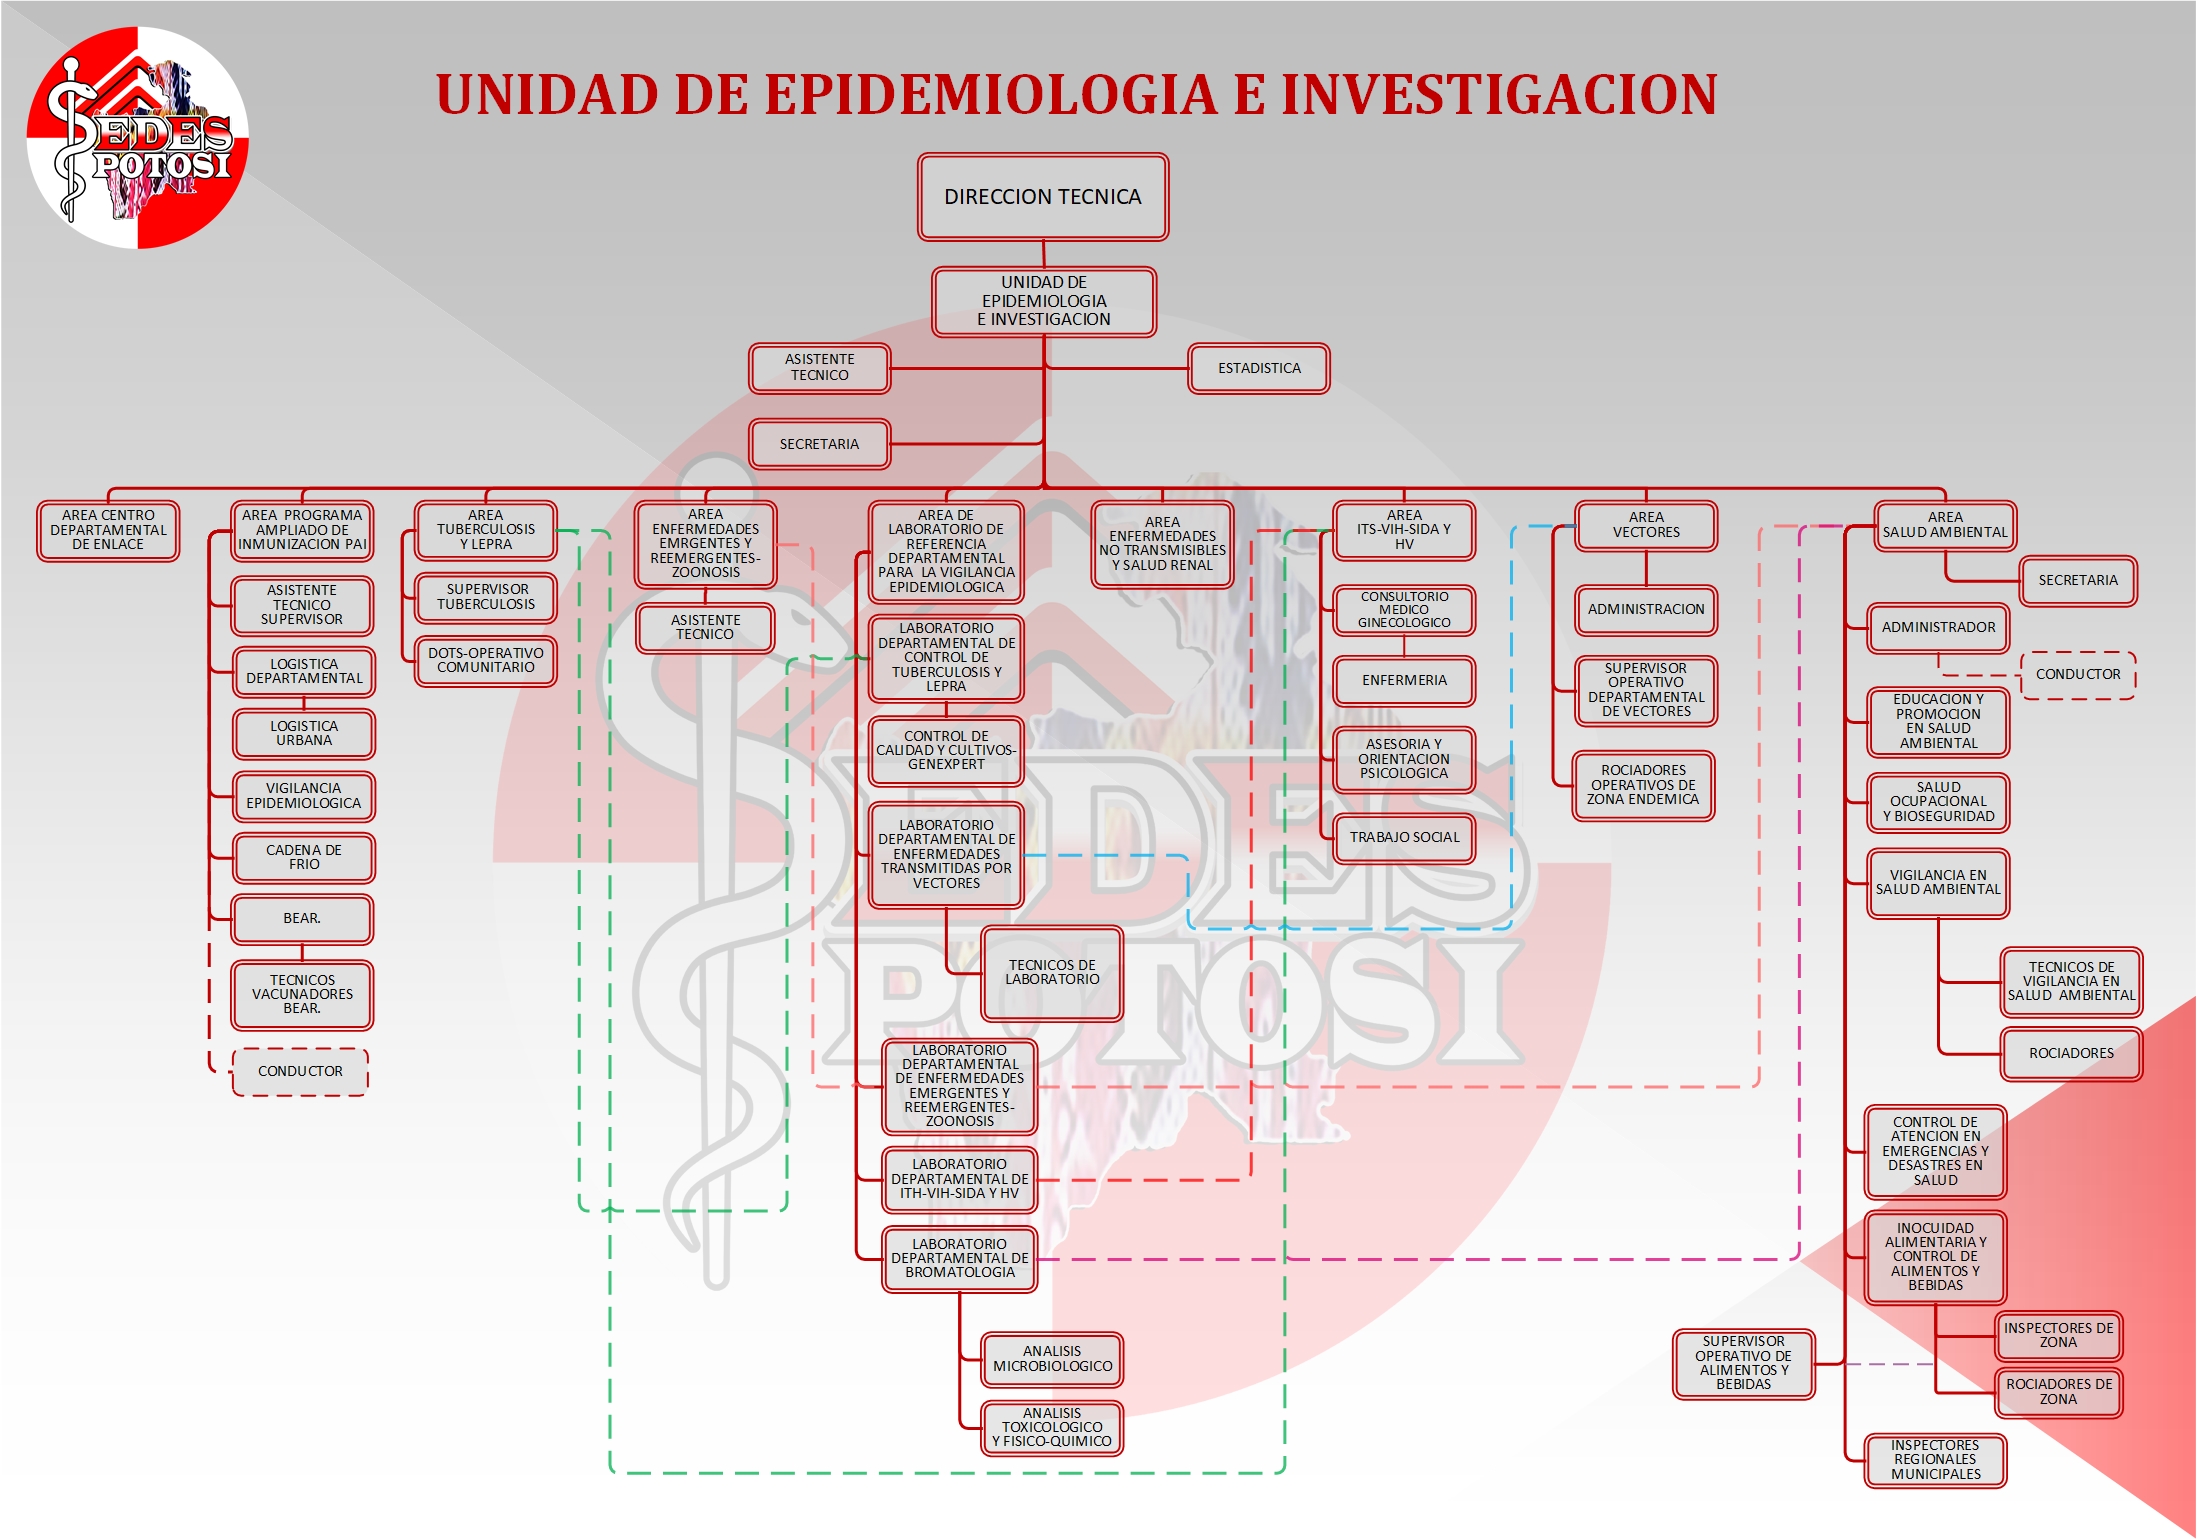 UNIDAD DE EPIDEMIOLOGIA E INVESTIGACION
EDES
POTOSI
DIRECCION TECNICA
UNIDAD DE
EPIDEMIOLOGIA
E INVESTIGACION
ASISTENTE
TECNICO
ESTADISTICA
SECRETARIA
AREA CENTRO
DEPARTAMENTAL
DE ENLACE
AREA PROGRAMA
AMPLIADO DE
INMUNIZACION PAI
ASISTENTE
TECNICO
SUPERVISOR
LOGISTICA
DEPARTAMENTAL
LOGISTICA
URBANA
VIGILANCIA
EPIDEMIOLOGICA
CADENA DE
FRIO
BEAR.
TECNICOS
VACUNADORES
BEAR.
CONDUCTOR
AREA
TUBERCULOSIS
Y LEPRA
SUPERVISOR
TUBERCULOSIS
DOTS-OPERATIVO
COMUNITARIO
AREA
ENFERMEDADES
EMRGENTES Y
REEMERGENTES-
ZOONOSIS
ASISTENTE
TECNICO
AREA DE
LABORATORIO DE
REFERENCIA
DEPARTAMENTAL
PARA LA VIGILANCIA
EPIDEMIOLOGICA
LABORATORIO
DEPARTAMENTAL DE
CONTROL DE
TUBERCULOSIS Y
LEPRA
CONTROL DE
CALIDAD Y CULTIVOS-
GENEXPERT
LABORATORIO
DEPARTAMENTAL DE
ENFERMEDADES
TRANSMITIDAS POR
VECTORES
TECNICOS DE
LABORATORIO
LABORATORIO
DEPARTAMENTAL
DE ENFERMEDADES
EMERGENTES Y
REEMERGENTES-
ZOONOSIS
LABORATORIO
DEPARTAMENTAL DE
ITH-VIH-SIDA Y HV
LABORATORIO
DEPARTAMENTAL DE
BROMATOLOGIA
ANALISIS
MICROBIOLOGICO
ANALISIS
TOXICOLOGICO
Y FISICO-QUIMICO
AREA
ENFERMEDADES
NO TRANSMISIBLES
Y SALUD RENAL
AREA
ITS-VIH-SIDA Y
HV
CONSULTORIO
MEDICO
GINECOLOGICO
ENFERMERIA
ASESORIA Y
ORIENTACION
PSICOLOGICA
TRABAJO SOCIAL
AREA
VECTORES
ADMINISTRACION
SUPERVISOR
OPERATIVO
DEPARTAMENTAL
DE VECTORES
ROCIADORES
OPERATIVOS DE
ZONA ENDEMICA
AREA
SALUD AMBIENTAL
SECRETARIA
ADMINISTRADOR
CONDUCTOR
EDUCACION Y
PROMOCION
EN SALUD
AMBIENTAL
SALUD
OCUPACIONAL
Y BIOSEGURIDAD
VIGILANCIA EN
SALUD AMBIENTAL
TECNICOS DE
VIGILANCIA EN
SALUD AMBIENTAL
ROCIADORES
CONTROL DE
ATENCION EN
EMERGENCIAS Y
DESASTRES EN
SALUD
INOCUIDAD
ALIMENTARIA Y
CONTROL DE
ALIMENTOS Y
BEBIDAS
INSPECTORES DE
ZONA
SUPERVISOR
OPERATIVO DE
ALIMENTOS Y
BEBIDAS
ROCIADORES DE
ZONA
INSPECTORES
REGIONALES
MUNICIPALES
EDES
POTOSI